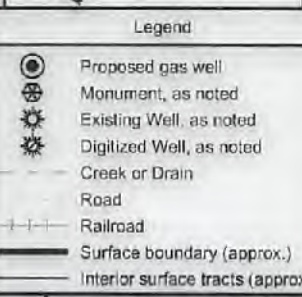 Legend
Proposed gas well
Monument, as noted
Existing Well, as noted
Digitized Well, as noted
Creek or Drain
Road
Railroad
Surface boundary (approx.)
Interior surface tracts (approx